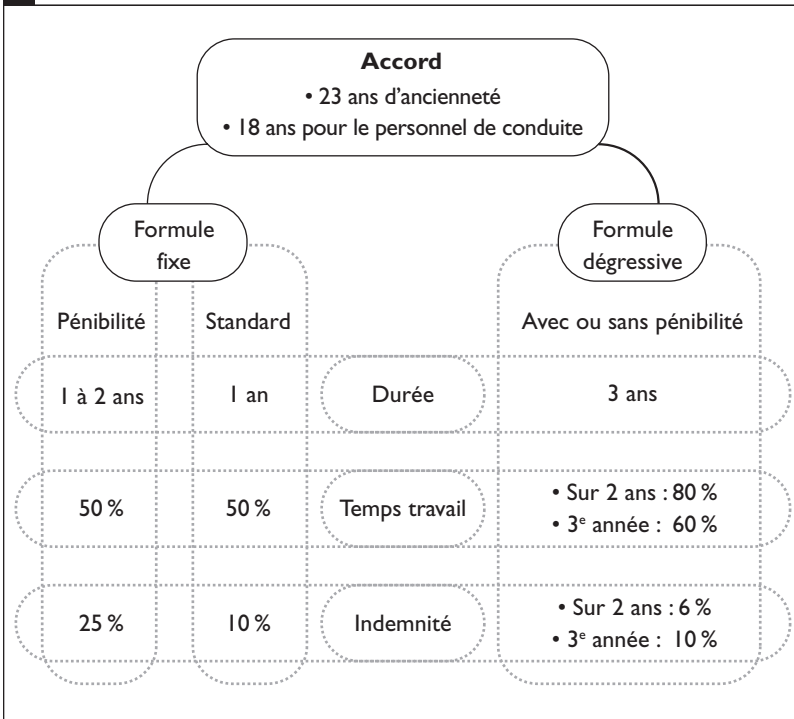 Accord
• 23 ans d'ancienneté
• 18 ans pour le personnel de conduite
Formule
fixe
Formule
dégressive
Pénibilité
Standard
Avec ou sans pénibilité
1 à 2 ans
1 an
Durée
3 ans
50 %
50 %
Temps travail
• Sur 2 ans : 80 %
• 3e année : 60 %
25 %
10 %
Indemnité
• Sur 2 ans : 6 %
• 3e année : 10 %